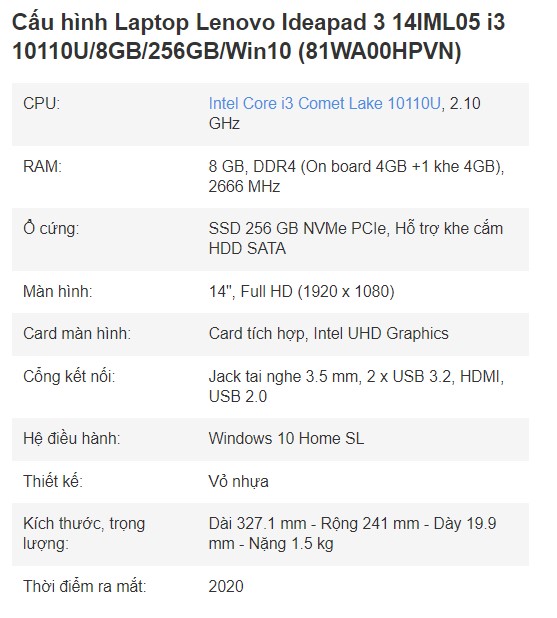 Cấu hình Laptop Lenovo Ideapad 3 14IML05 i3
10110U/8GB/256GB/Win10 (81WA00HPVN)
CPU: Intel Core i3 Comet Lake 10110U, 2.10
GHz
RAM: 8 GB, DDR4 (On board 4GB +1 khe 4GB),
2666 MHz
Ổ cứng: SSD 256 GB NVMe PCIe, Hỗ trợ khe cắm
HDD SATA
Màn hình: 14", Full HD (1920 x 1080)
Card màn hình: Card tích hợp, Intel UHD Graphics
Cổng kết nối: Jack tai nghe 3.5 mm, 2 x USB 3.2, HDMI,
USB 2.0
Hệ điều hành: Windows 10 Home SL
Thiết kế: Vỏ nhựa
Kích thước, trọng Dài 327.1 mm - Rộng 241 mm - Dày 19.9
lượng: mm - Nặng 1.5 kg
Thời điểm ra mắt: 2020